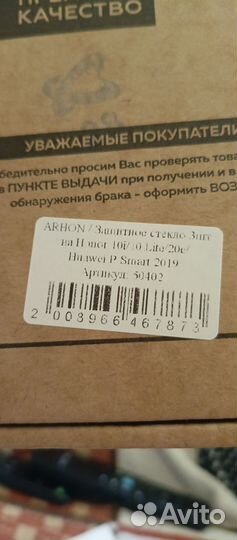 КАЧЕСТВО
УВАЖАЕМЫЕ ПОКУПАТЕЛИ
бедительно просим Вас проверять това
в ПУНКТЕ ВЫДАЧИ при получении и в
обнаружения брака - оформить ВОЗ
ARHON / Защитное стекло 3шт
на Honor 10i/10 Lite/20e/
Huawei P Smart 2019
Артикул: 50402
2 003966 467873
Avito